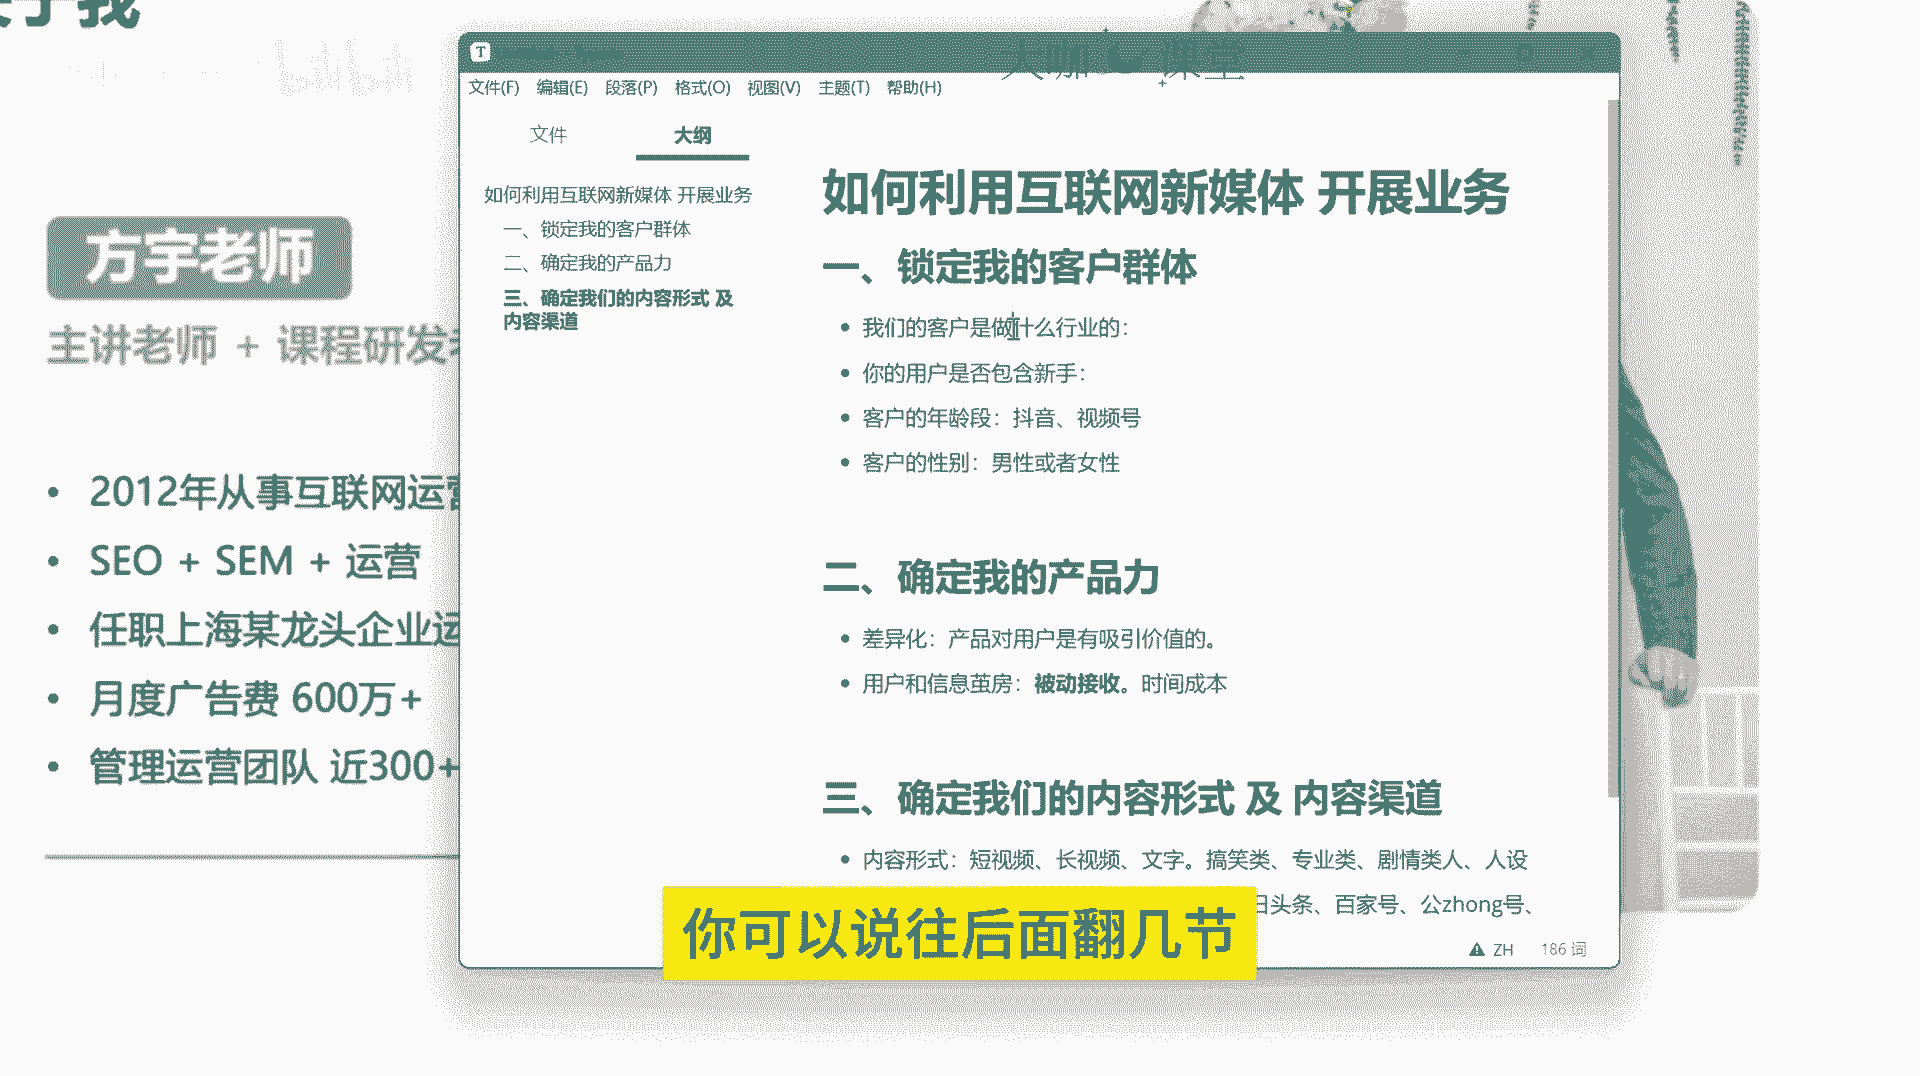 关于我
bilibili
大咖课堂
方宇老师
主讲老师 + 课程研发老
2012年从事互联网运营
SEO + SEM + 运营
任职上海某龙头企业运
月度广告费 600万+
管理运营团队 近300+
T
文件(F) 编辑(E) 段落(P) 格式(O) 视图(V) 主题(T) 帮助(H)
文件 大纲
如何利用互联网新媒体 开展业务
一、锁定我的客户群体
二、确定我的产品力
三、确定我们的内容形式 及
内容渠道
如何利用互联网新媒体 开展业务
一、锁定我的客户群体
我们的客户是做什么行业的：
你的用户是否包含新手：
客户的年龄段：抖音、视频号
客户的性别：男性或者女性
二、确定我的产品力
差异化：产品对用户是有吸引价值的。
用户和信息茧房：被动接收。时间成本
三、确定我们的内容形式 及 内容渠道
内容形式：短视频、长视频、文字。搞笑类、专业类、剧情类人、人设
日头条、百家号、公zhong号、
ZH 186 词
你可以说往后面翻几节